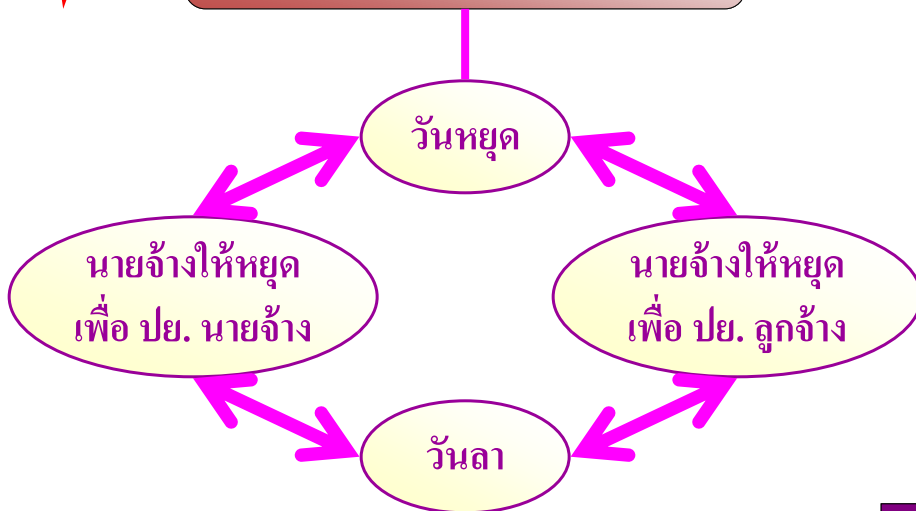 วันหยุด
นายจ้างให้หยุด
เพื่อ ปย. นายจ้าง
นายจ้างให้หยุด
เพื่อ ปย. ลูกจ้าง
วันลา